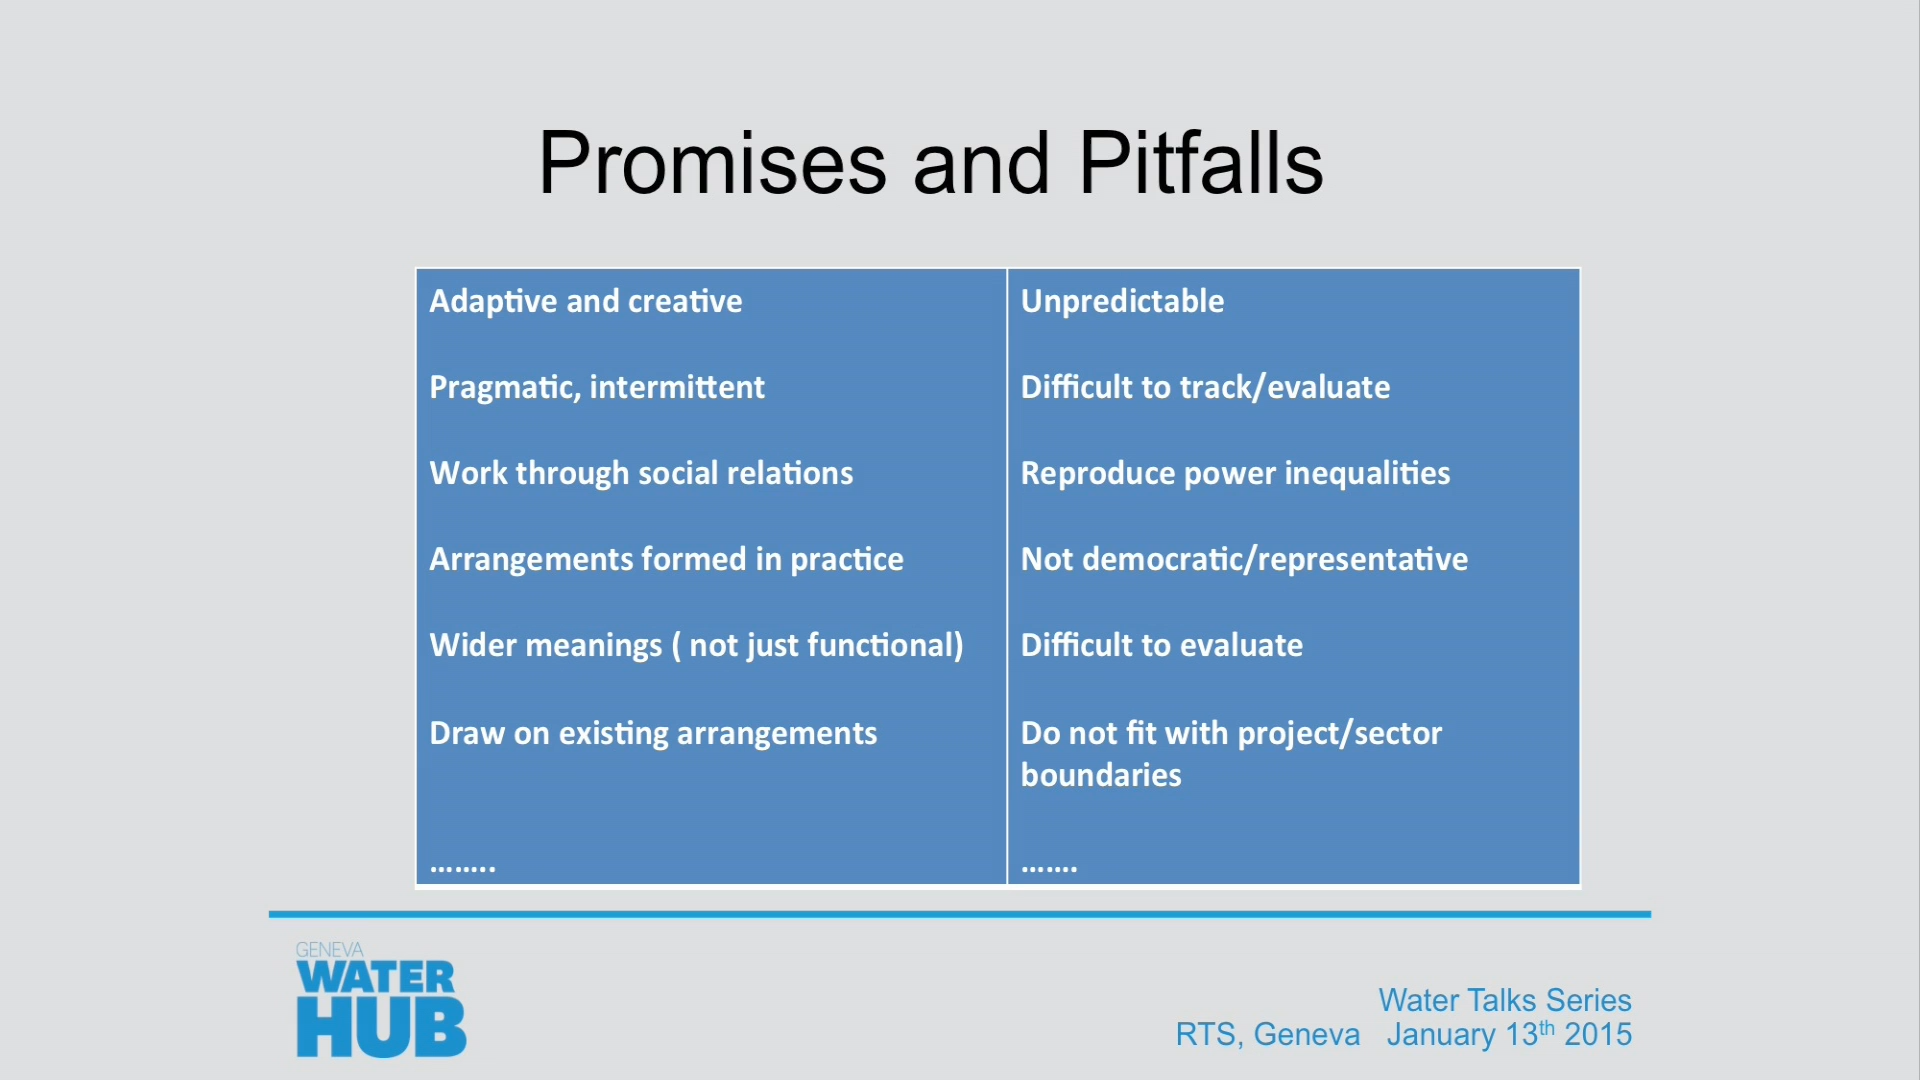 Promises and Pitfalls
Adaptive and creative
Unpredictable
Pragmatic, intermittent
Difficult to track/evaluate
Work through social relations
Reproduce power inequalities
Arrangements formed in practice
Not democratic/representative
Wider meanings ( not just functional)
Difficult to evaluate
Draw on existing arrangements
Do not fit with project/sector
boundaries
........
.......
GENEVA
WATER
HUB
Water Talks Series
RTS, Geneva January 13th 2015